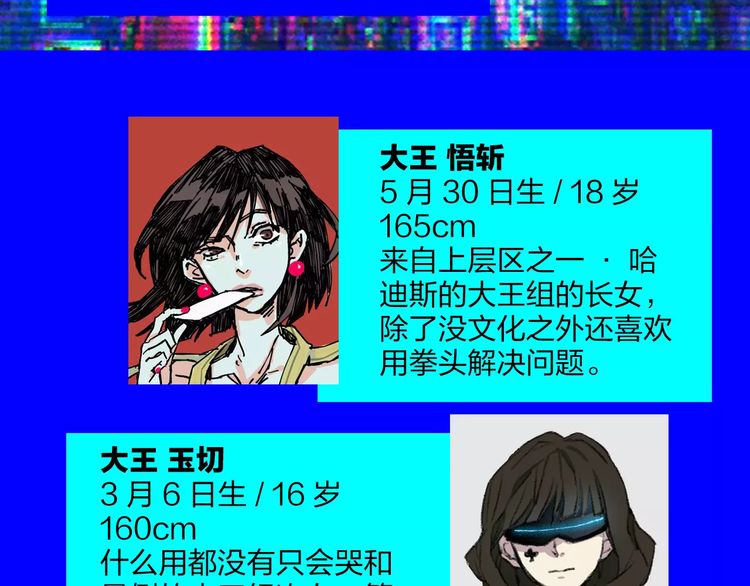 大王 悟斩
5 月 30 日生 / 18 岁
165cm
来自上层区之一 · 哈
迪斯的大王组的长女，
除了没文化之外还喜欢
用拳头解决问题。
大王 玉切
3 月 6 日生 / 16 岁
160cm
什么用都没有只会哭和